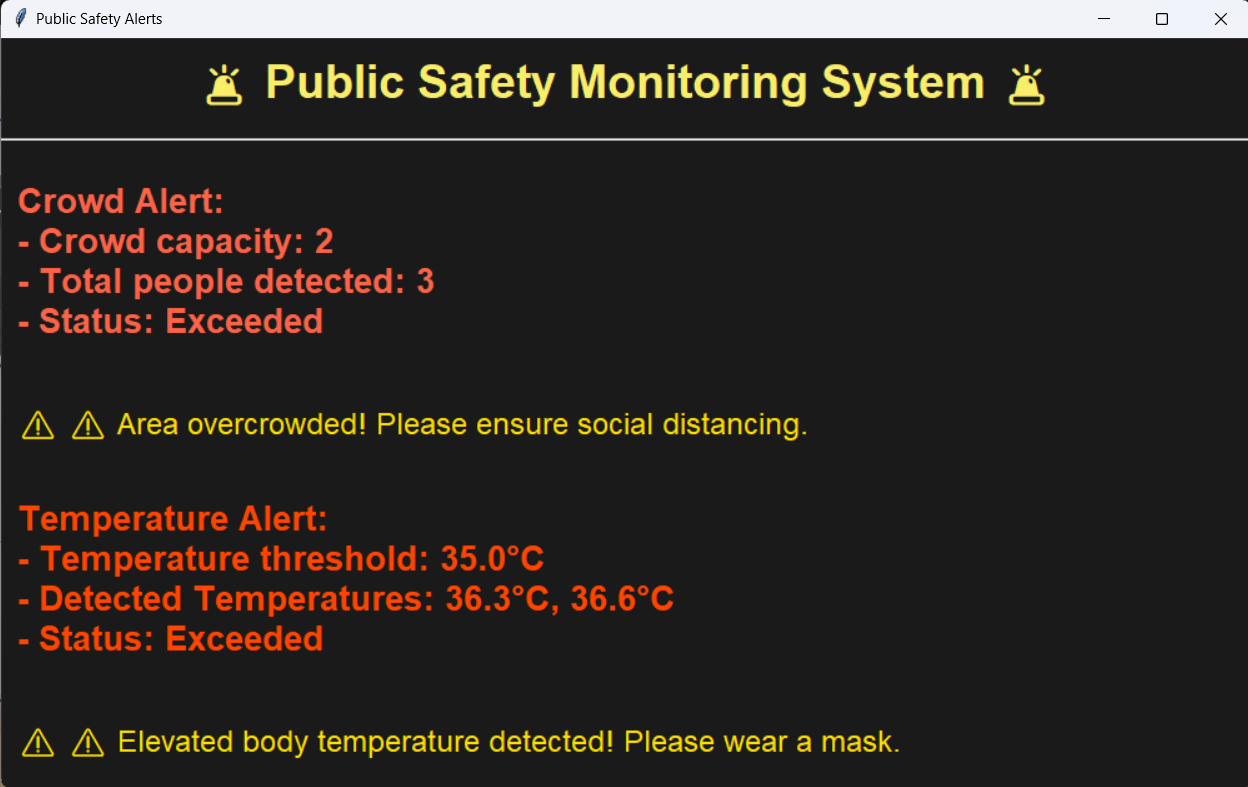 Public Safety Alerts
🚨 Public Safety Monitoring System 🚨
Crowd Alert:
- Crowd capacity: 2
- Total people detected: 3
- Status: Exceeded
⚠ ⚠ Area overcrowded! Please ensure social distancing.
Temperature Alert:
- Temperature threshold: 35.0°C
- Detected Temperatures: 36.3°C, 36.6°C
- Status: Exceeded
⚠ ⚠ Elevated body temperature detected! Please wear a mask.